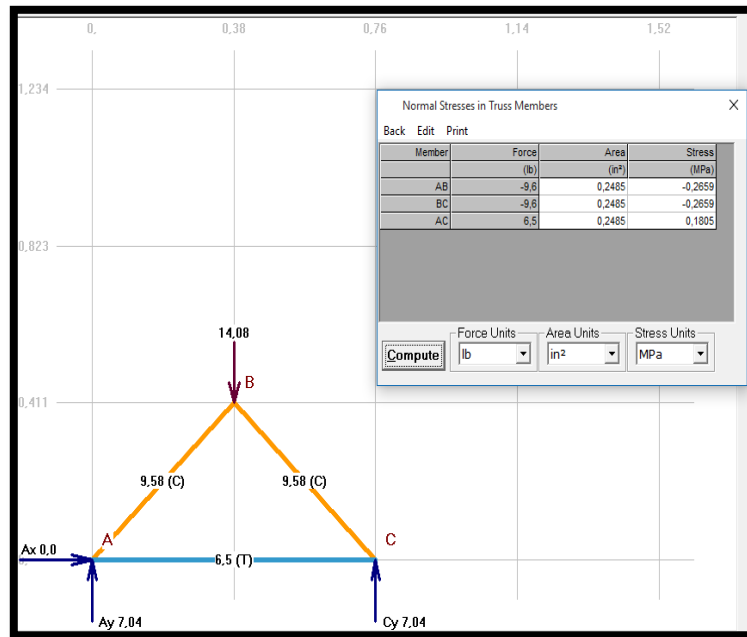 0,
0,38
0,76
1,14
1,52
1,234
0,823
0,411
Normal Stresses in Truss Members
X
Back Edit Print
Member Force Area Stress
(lb) (in²) (MPa)
AB -9,6 0,2485 -0,2659
BC -9,6 0,2485 -0,2659
AC 6,5 0,2485 0,1805
Force Units Area Units Stress Units
Compute lb in² MPa
14,08
B
9,58 (C) 9,58 (C)
A
C
Ax 0,0
6,5 (T)
Ay 7,04
Cy 7,04